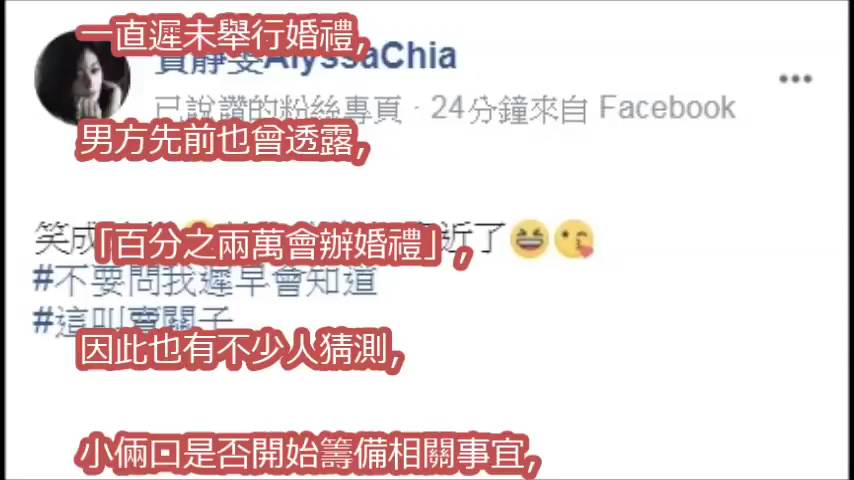 一直遲未舉行婚禮,
賈靜雯AlyssaChia
已說讚的粉絲專頁 · 24分鐘來自 Facebook
男方先前也曾透露,
笑成 近了😆😘
「百分之兩萬會辦婚禮」,
#不要問我遲早會知道
#這叫賣關子
因此也有不少人猜測,
小倆口是否開始籌備相關事宜,